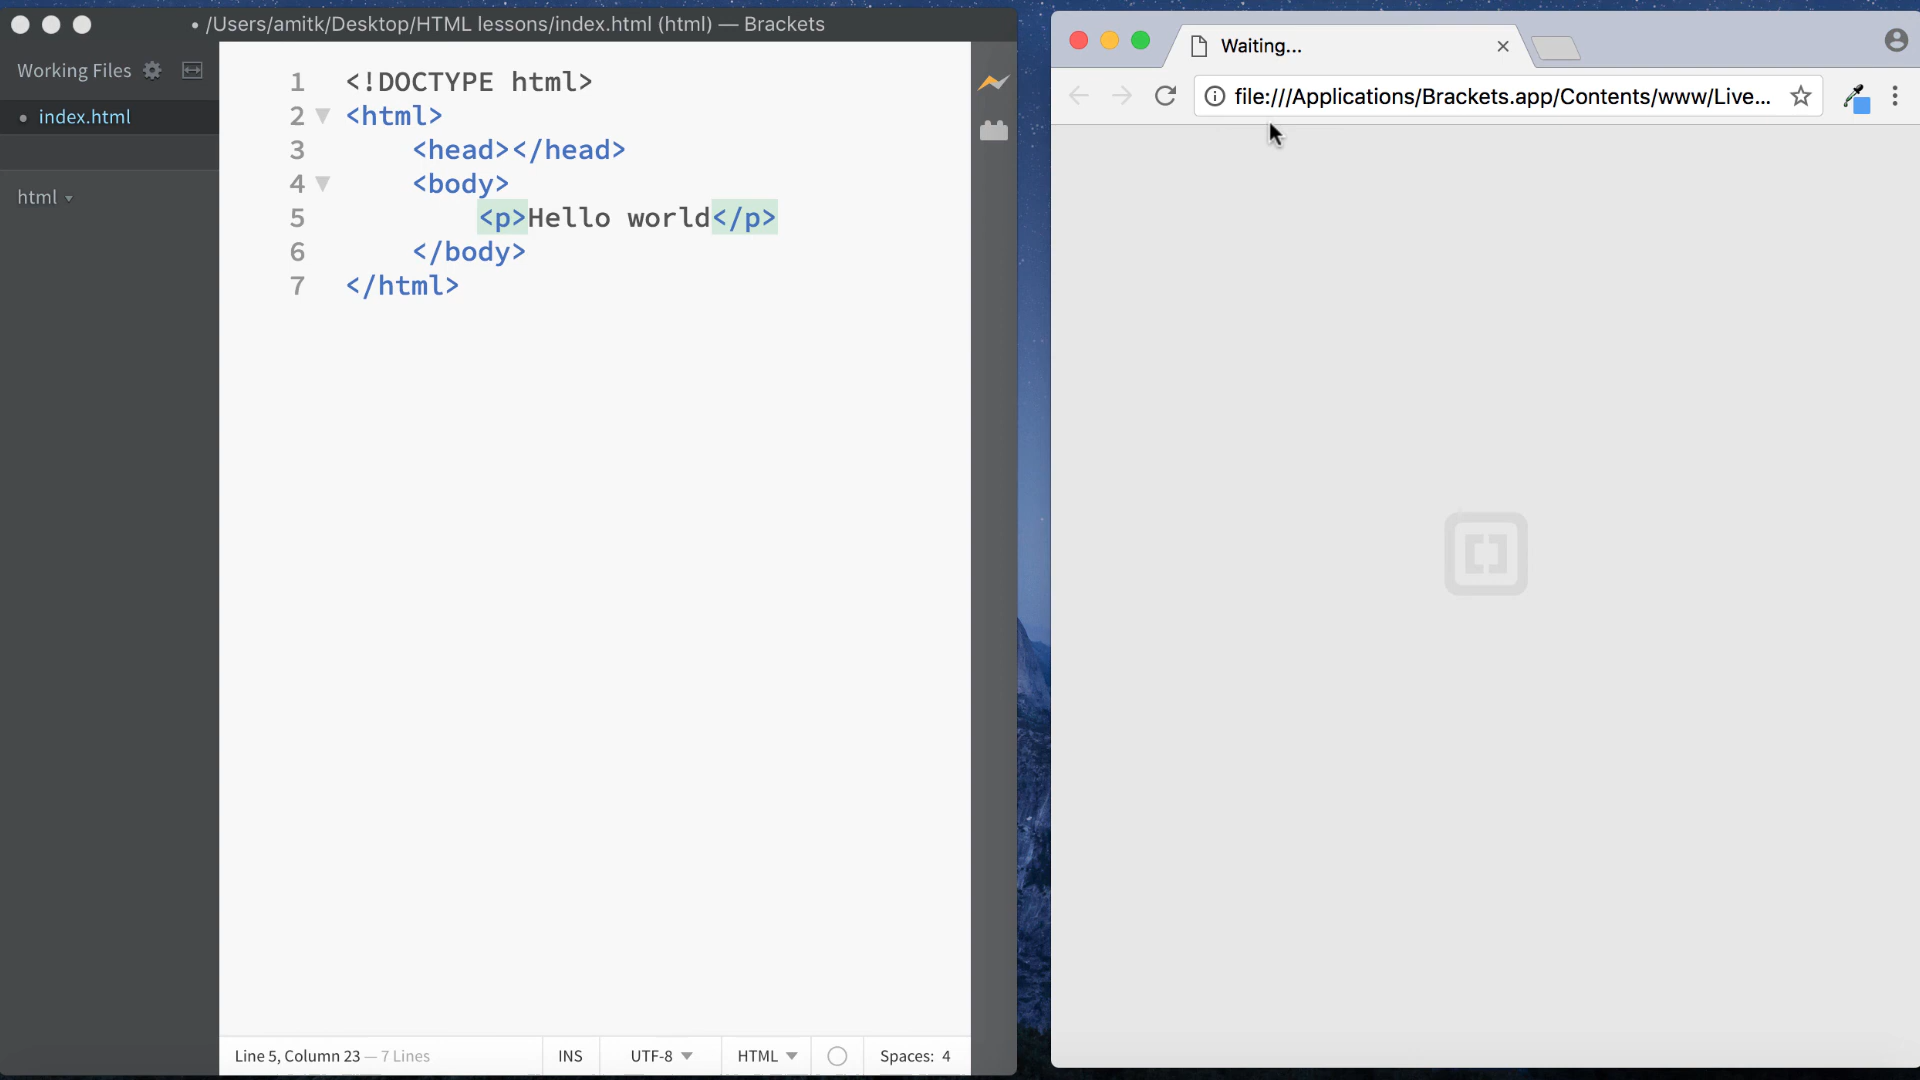 • /Users/amitk/Desktop/HTML lessons/index.html (html) — Brackets
Working Files
• index.html
html
1 <!DOCTYPE html>
2 <html>
3 <head></head>
4 <body>
5 <p>Hello world</p>
6 </body>
7 </html>
Line 5, Column 23 — 7 Lines
INS
UTF-8
HTML
Spaces: 4
Waiting...
file:///Applications/Brackets.app/Contents/www/Live...